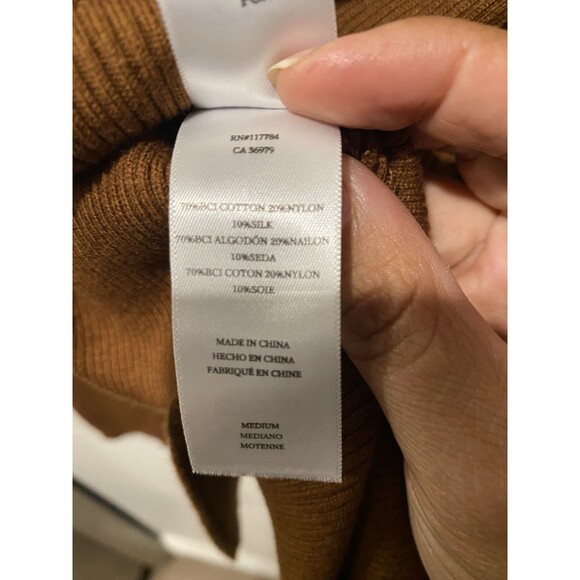 RN#117784
CA 36979
70%BCI COTTON 20%NYLON
10%SILK
70%BCI ALGODÓN 20%NAILON
10%SEDA
70%BCI COTON 20%NYLON
10%SOIE
MADE IN CHINA
HECHO EN CHINA
FABRIQUÉ EN CHINE
MEDIUM
MEDIANO
MOYENNE